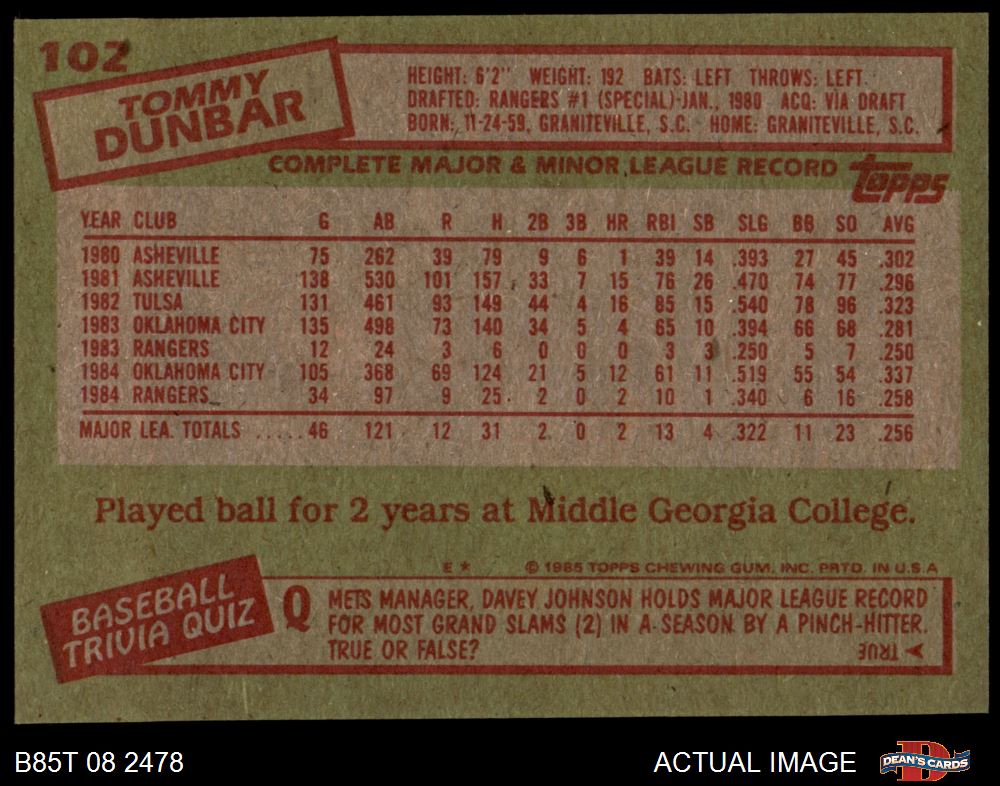 102
TOMMY
DUNBAR
HEIGHT: 6'2" WEIGHT: 192 BATS: LEFT THROWS: LEFT
DRAFTED: RANGERS #1 (SPECIAL)-JAN., 1980 ACQ: VIA DRAFT
BORN: 11-24-59, GRANITEVILLE, S.C. HOME: GRANITEVILLE, S.C.
COMPLETE MAJOR & MINOR LEAGUE RECORD topps
YEAR CLUB G AB R H 2B 3B HR RBI SB SLG BB SO AVG
1980 ASHEVILLE 75 262 39 79 9 6 1 39 14 .393 27 45 .302
1981 ASHEVILLE 138 530 101 157 33 7 15 76 26 .470 74 77 .296
1982 TULSA 131 461 93 149 44 4 16 85 15 .540 78 96 .323
1983 OKLAHOMA CITY 135 498 73 140 34 5 4 65 10 .394 66 68 .281
1983 RANGERS 12 24 3 6 0 0 0 3 3 .250 5 7 .250
1984 OKLAHOMA CITY 105 368 69 124 21 5 12 61 11 .519 55 54 .337
1984 RANGERS 34 97 9 25 2 0 2 10 1 .340 6 16 .258
MAJOR LEA. TOTALS .....46 121 12 31 2 0 2 13 4 .322 11 23 .256
Played ball for 2 years at Middle Georgia College.
E * © 1985 TOPPS CHEWING GUM, INC. PRTD. IN U.S.A
BASEBALL
TRIVIA QUIZ
Q METS MANAGER, DAVEY JOHNSON HOLDS MAJOR LEAGUE RECORD
FOR MOST GRAND SLAMS (2) IN A SEASON BY A PINCH-HITTER.
TRUE OR FALSE? TRUE
B85T 08 2478 ACTUAL IMAGE DEAN'S CARDS